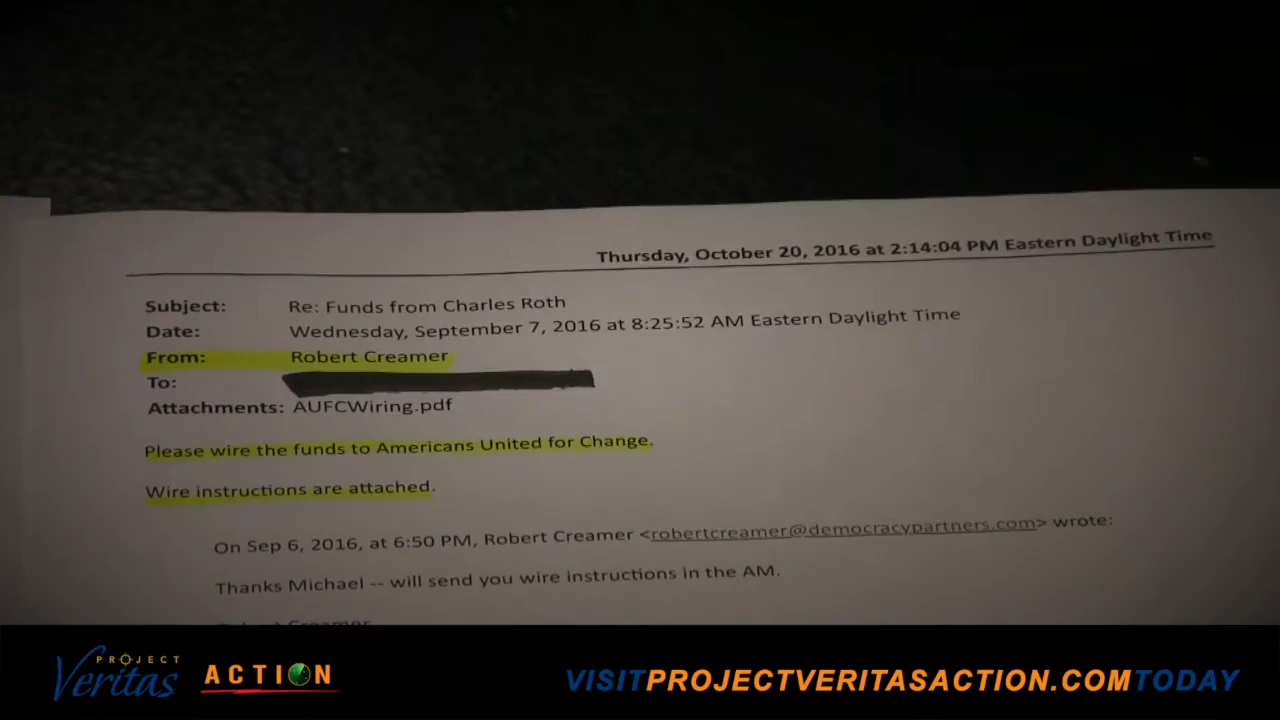 Thursday, October 20, 2016 at 2:14:04 PM Eastern Daylight Time
Subject: Re: Funds from Charles Roth
Date: Wednesday, September 7, 2016 at 8:25:52 AM Eastern Daylight Time
From: Robert Creamer
To:
Attachments: AUFCWiring.pdf
Please wire the funds to Americans United for Change.
Wire instructions are attached.
On Sep 6, 2016, at 6:50 PM, Robert Creamer <robertcreamer@democracypartners.com> wrote:
Thanks Michael -- will send you wire instructions in the AM.
Robert Creamer
PROJECT
Veritas ACTION
VISITPROJECTVERITASACTION.COMTODAY